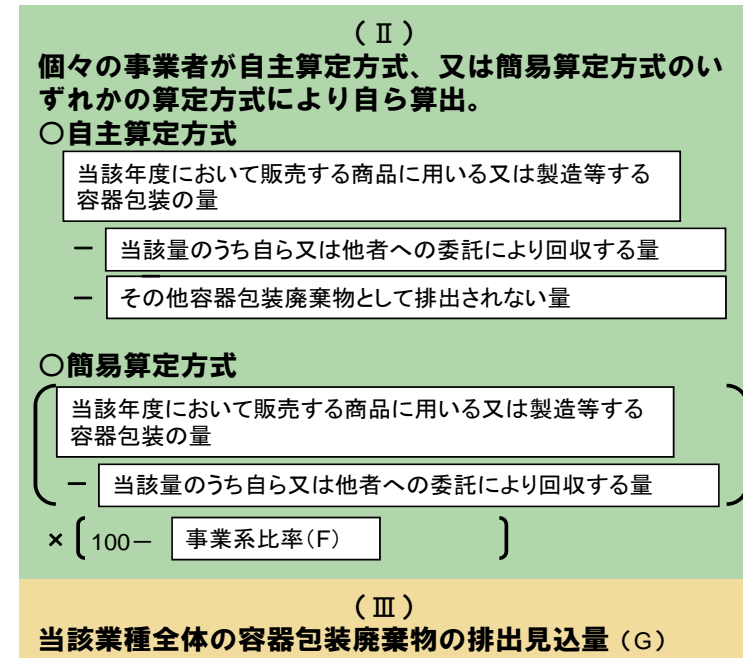 （Ⅱ）
個々の事業者が自主算定方式、又は簡易算定方式のい
ずれかの算定方式により自ら算出。
○自主算定方式
当該年度において販売する商品に用いる又は製造等する
容器包装の量
－ 当該量のうち自ら又は他者への委託により回収する量
－ その他容器包装廃棄物として排出されない量
○簡易算定方式
当該年度において販売する商品に用いる又は製造等する
容器包装の量
－ 当該量のうち自ら又は他者への委託により回収する量
×〔100－ 事業系比率（F）〕
（Ⅲ）
当該業種全体の容器包装廃棄物の排出見込量（G）